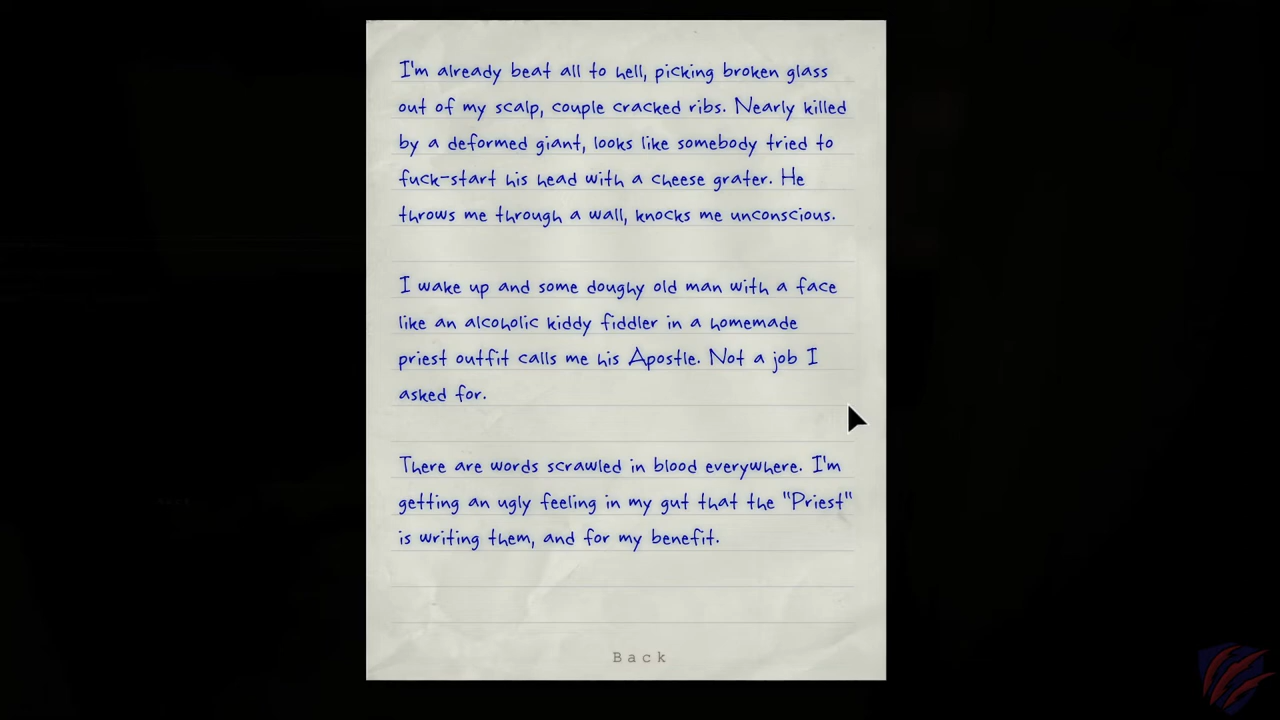 I'm already beat all to hell, picking broken glass
out of my scalp, couple cracked ribs. Nearly killed
by a deformed giant, looks like somebody tried to
fuck-start his head with a cheese grater. He
throws me through a wall, knocks me unconscious.
I wake up and some doughy old man with a face
like an alcoholic kiddy fiddler in a homemade
priest outfit calls me his Apostle. Not a job I
asked for.
There are words scrawled in blood everywhere. I'm
getting an ugly feeling in my gut that the "Priest"
is writing them, and for my benefit.
Back